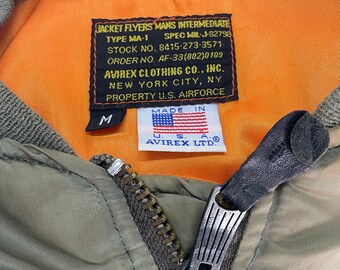 JACKET FLYERS' MANS INTERMEDIATE
TYPE MA-1 SPEC MIL-J-8279B
STOCK NO. 8415-273-3571
ORDER NO. AF-33(802)0109
AVIREX CLOTHING CO., INC.
NEW YORK CITY, NY
PROPERTY U.S. AIRFORCE
M
MADE IN
U.S.A.
AVIREX LTD.